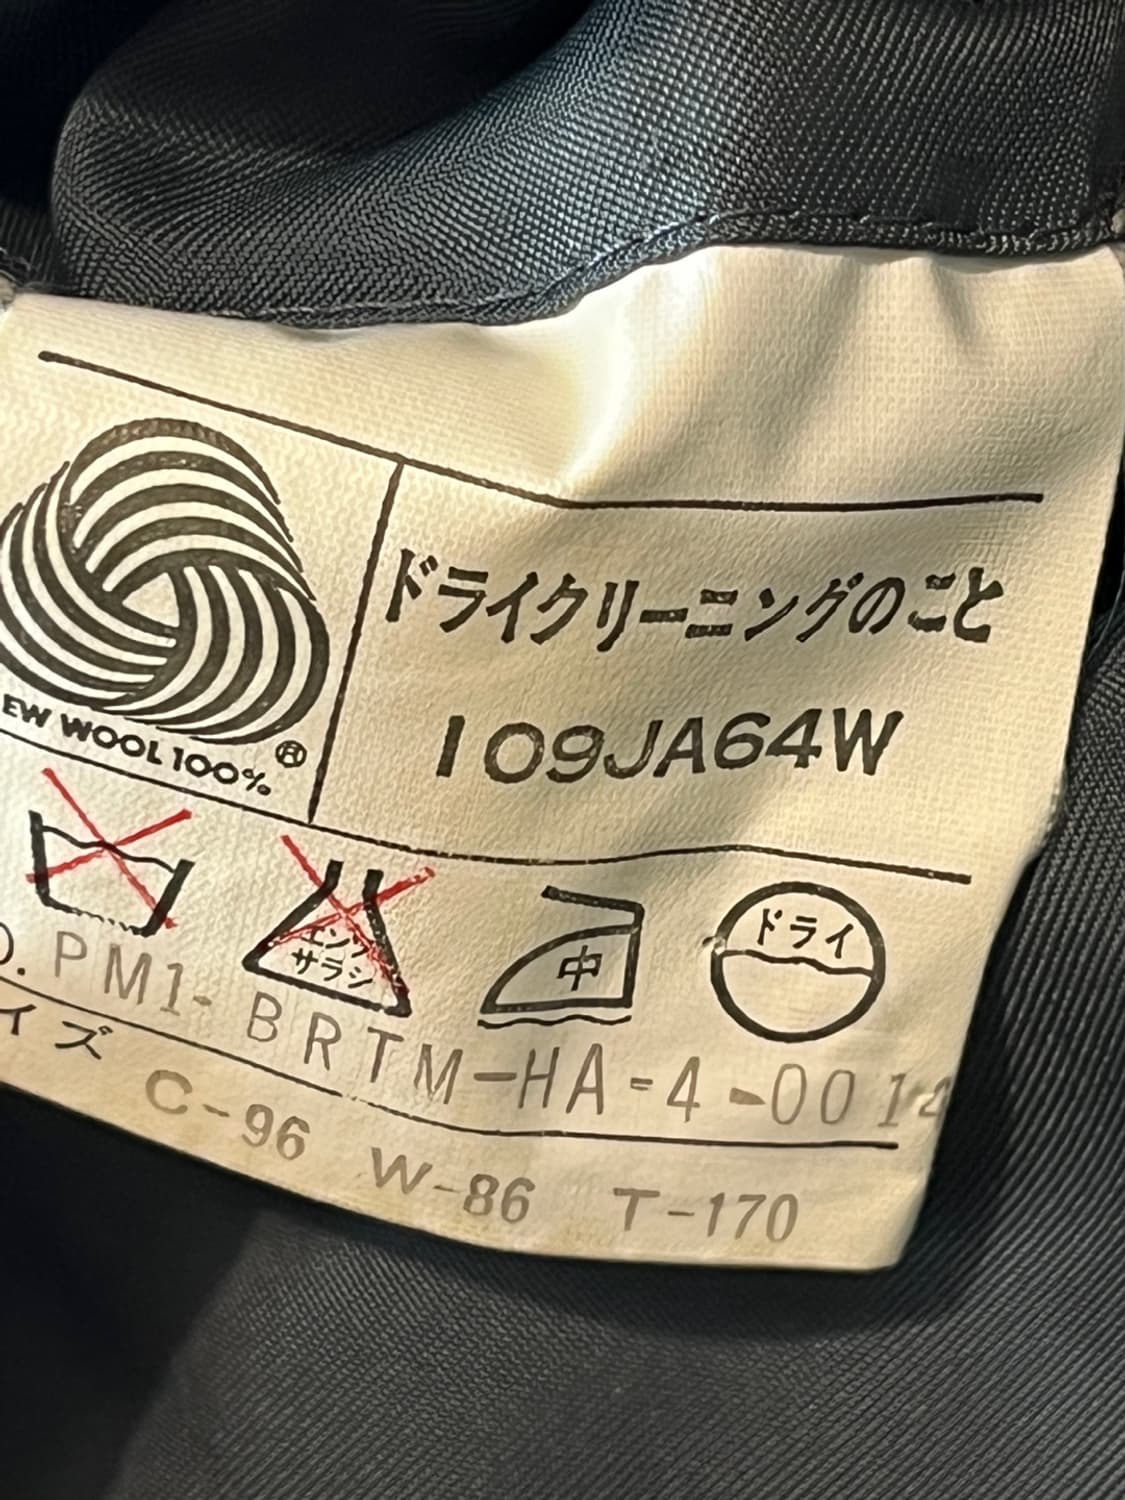 ドライクリーニングのこと
109JA64W
EW WOOL 100% ®
エンソ
サラシ
中
ドライ
O. PM1-BRTM-HA-4-0014
イズ C-96 W-86 T-170